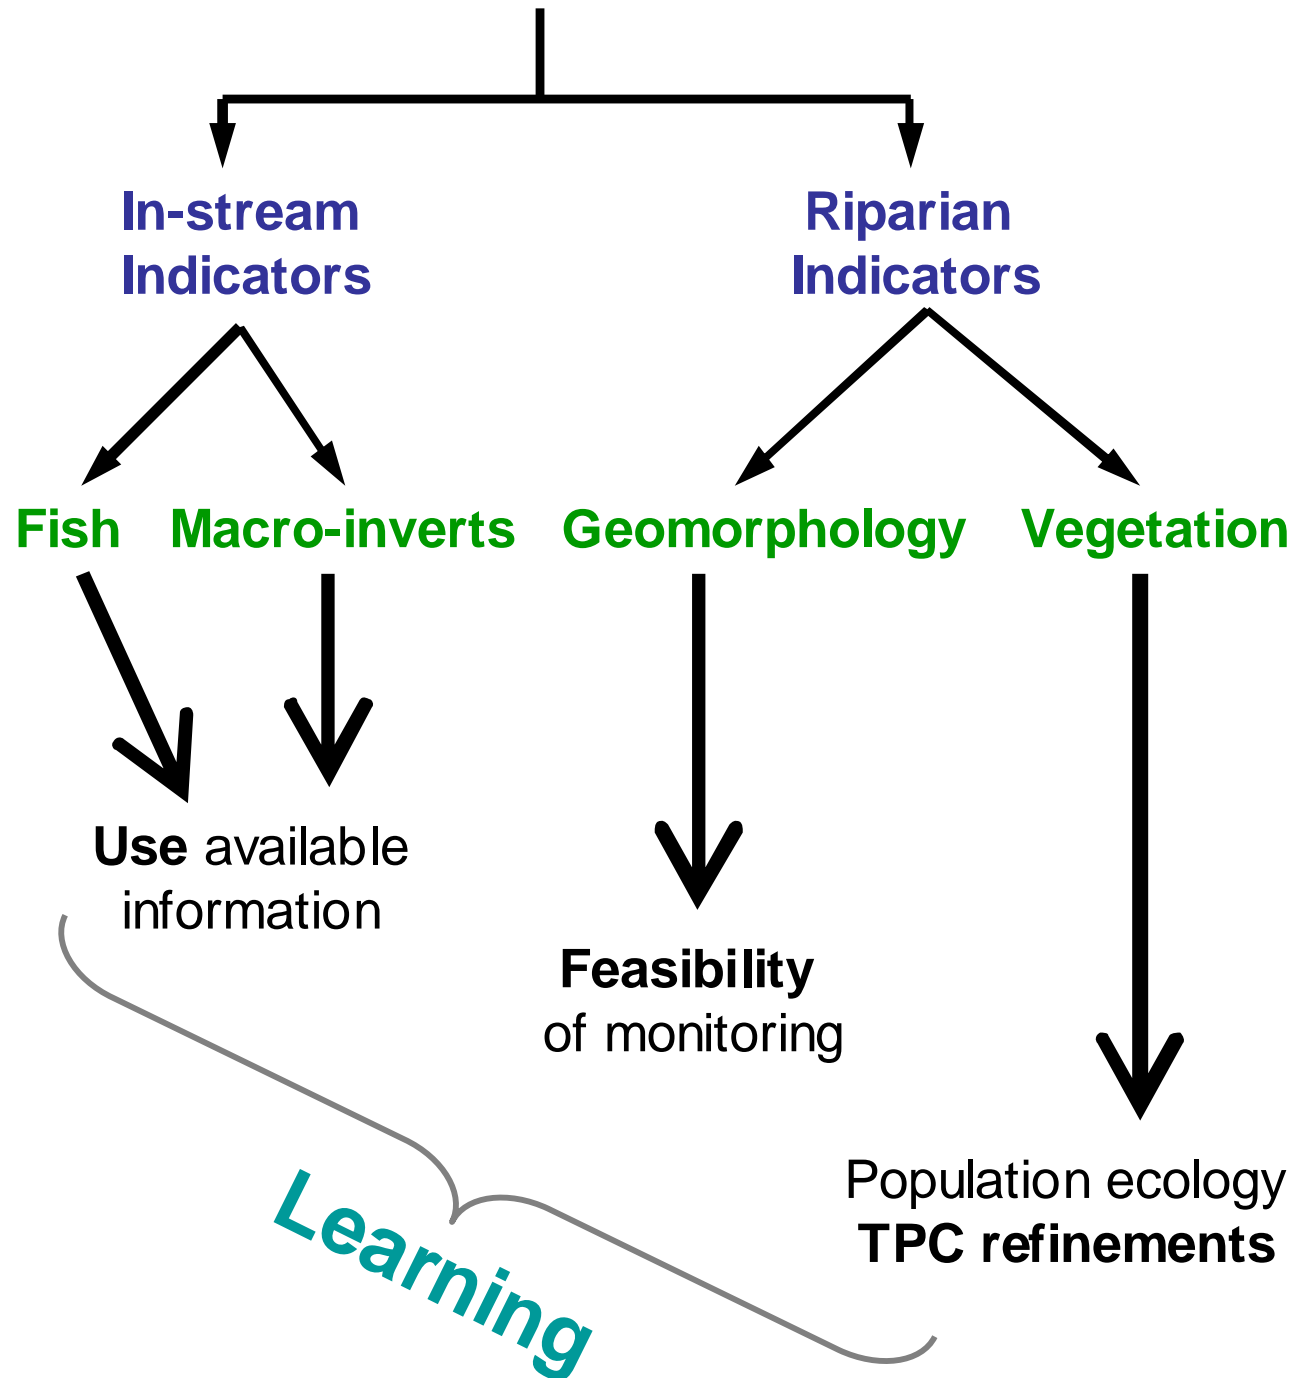 In-stream
Indicators
Riparian
Indicators
Fish
Macro-inverts
Geomorphology
Vegetation
Use available
information
Feasibility
of monitoring
Population ecology
TPC refinements
Learning